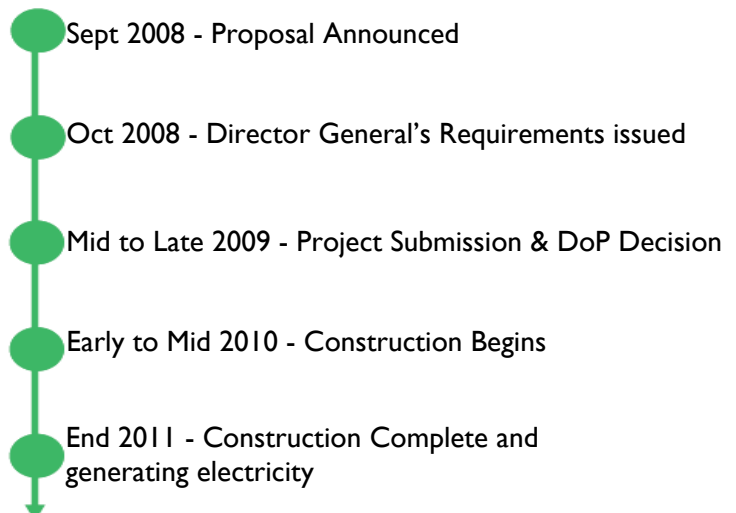 Sept 2008 - Proposal Announced
Oct 2008 - Director General’s Requirements issued
Mid to Late 2009 - Project Submission & DoP Decision
Early to Mid 2010 - Construction Begins
End 2011 - Construction Complete and
generating electricity